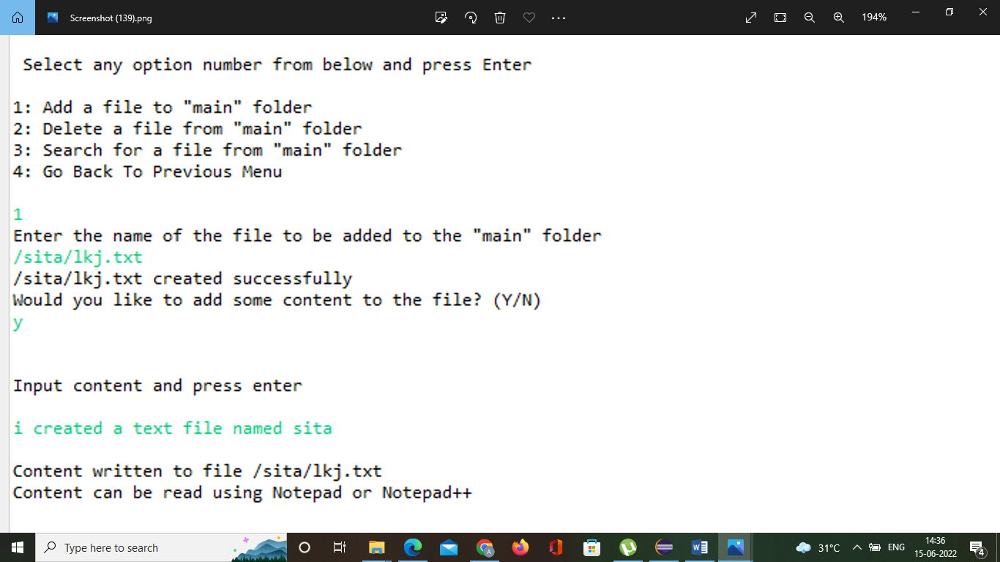 Screenshot (139).png
194%
Select any option number from below and press Enter
1: Add a file to "main" folder
2: Delete a file from "main" folder
3: Search for a file from "main" folder
4: Go Back To Previous Menu
1
Enter the name of the file to be added to the "main" folder
/sita/lkj.txt
/sita/lkj.txt created successfully
Would you like to add some content to the file? (Y/N)
y
Input content and press enter
i created a text file named sita
Content written to file /sita/lkj.txt
Content can be read using Notepad or Notepad++
Type here to search
31°C
ENG
14:36
15-06-2022
4